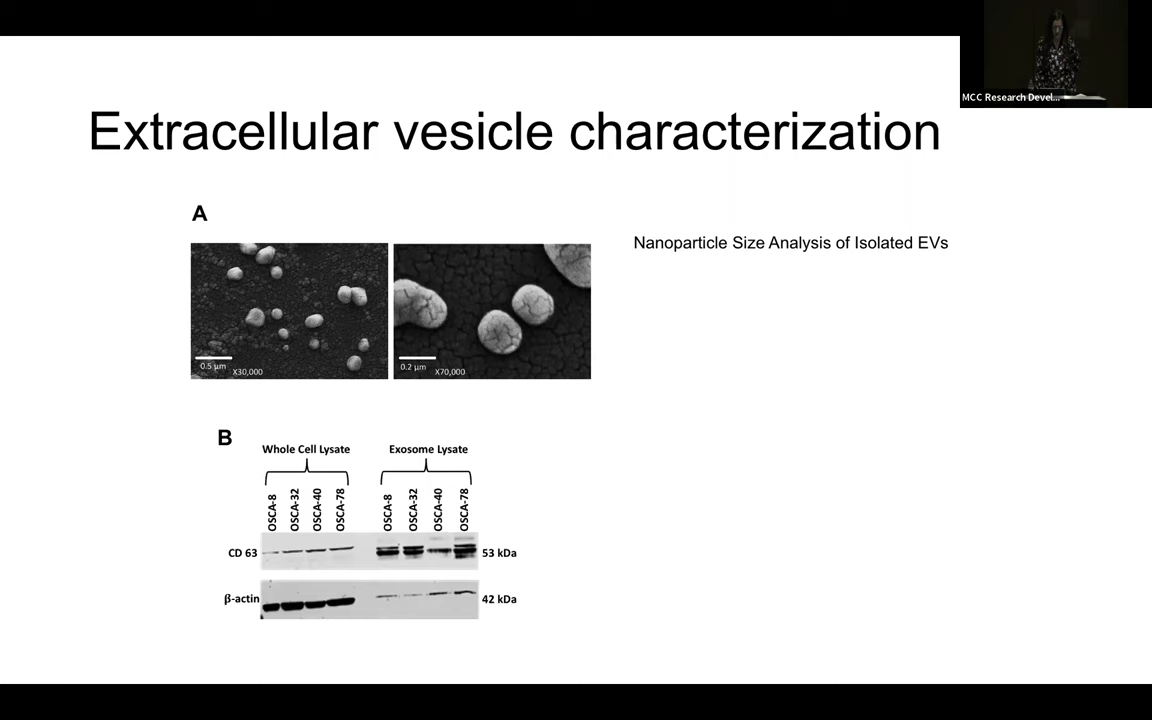 MCC Research Devel...
Extracellular vesicle characterization
A
Nanoparticle Size Analysis of Isolated EVs
0.5 µm
X30,000
0.2 µm
X70,000
B
Whole Cell Lysate
Exosome Lysate
OSCA-8
OSCA-32
OSCA-40
OSCA-78
OSCA-8
OSCA-32
OSCA-40
OSCA-78
CD 63
53 kDa
β-actin
42 kDa